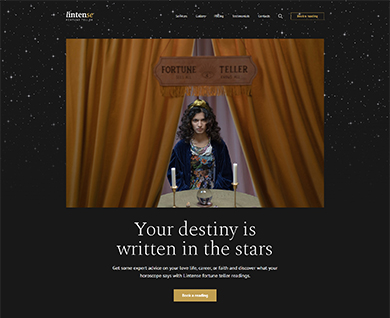 lintense
FORTUNE TELLER
Services
Pricing
Testimonials
Contacts
Book a reading
FORTUNE TELLER
Your destiny is
written in the stars
Get some expert advice on your love life, career, or faith and discover what your
horoscope says with Lintense fortune teller readings.
Book a reading